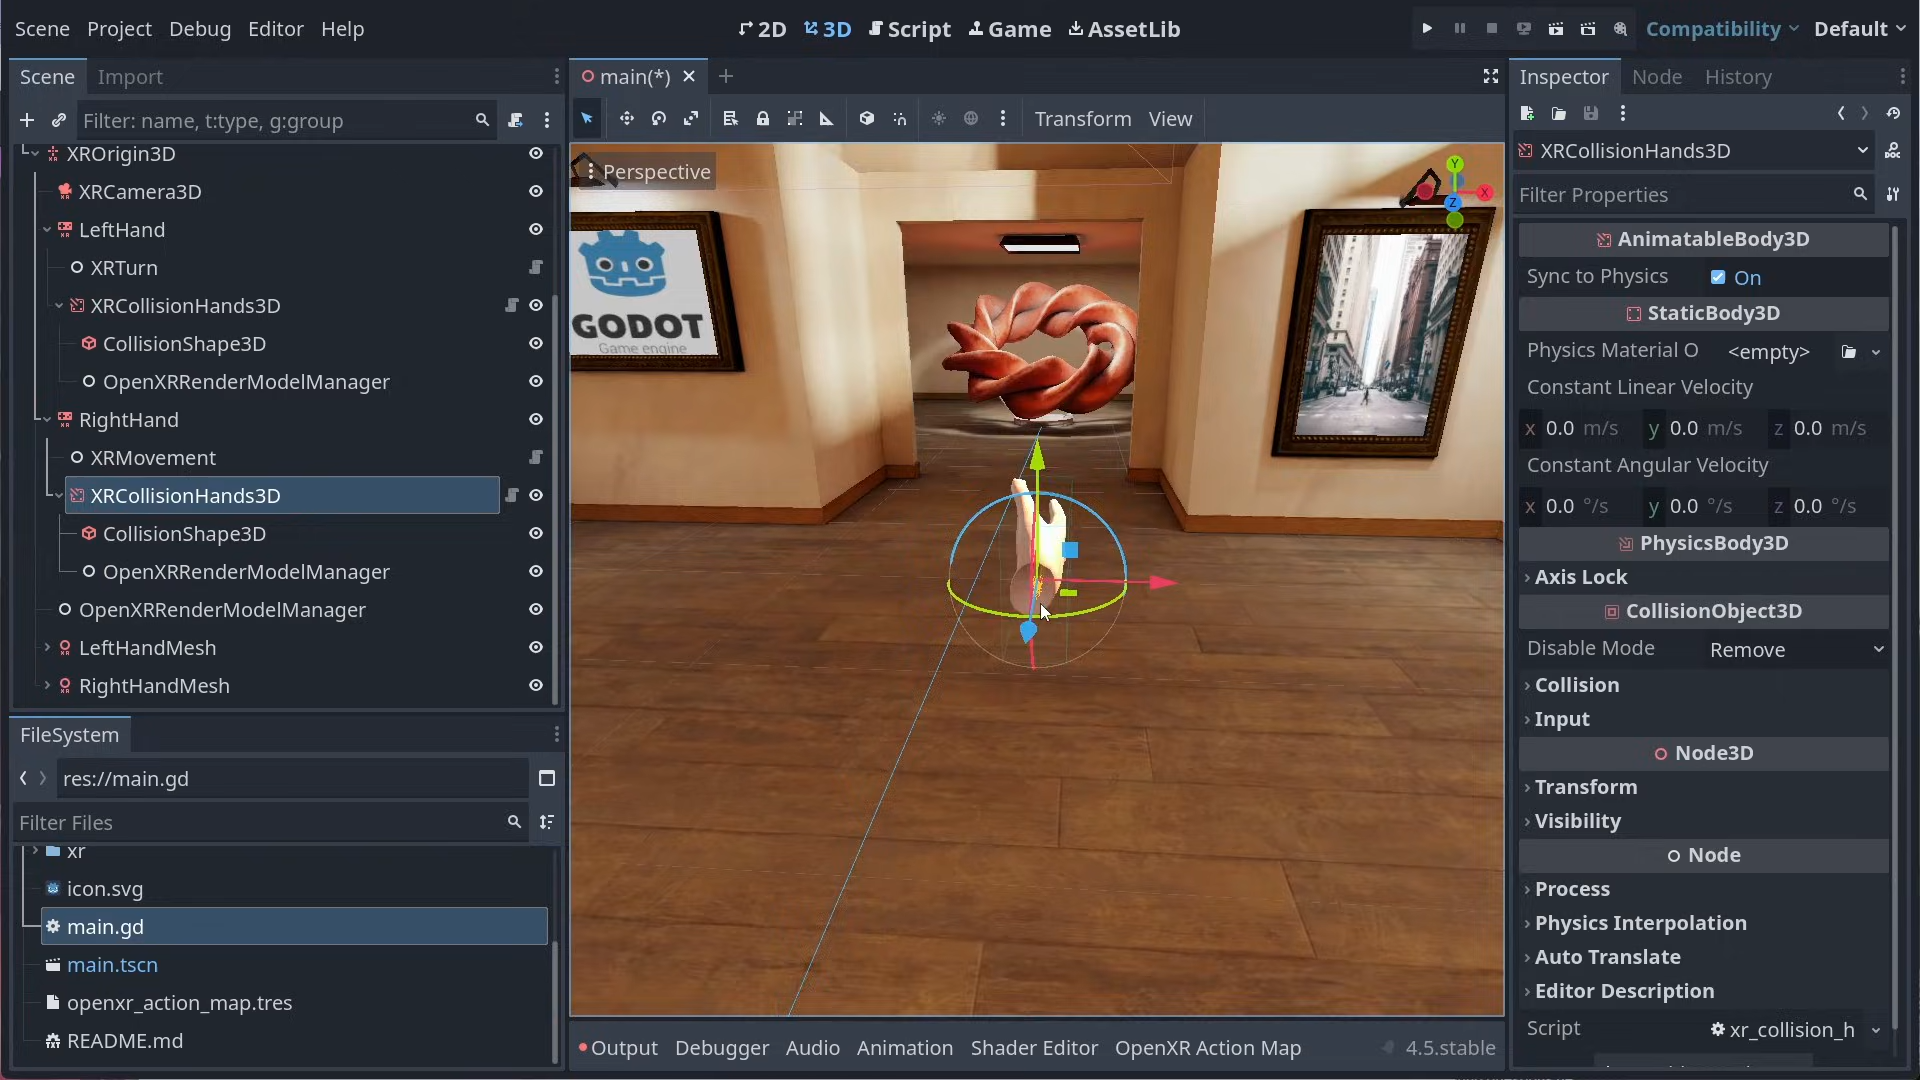 Scene Project Debug Editor Help
2D 3D Script Game AssetLib
Compatibility Default
Scene Import
Filter: name, t:type, g:group
XROrigin3D
XRCamera3D
LeftHand
XRTurn
XRCollisionHands3D
CollisionShape3D
OpenXRRenderModelManager
RightHand
XRMovement
XRCollisionHands3D
CollisionShape3D
OpenXRRenderModelManager
OpenXRRenderModelManager
LeftHandMesh
RightHandMesh
FileSystem
res://main.gd
Filter Files
xr
icon.svg
main.gd
main.tscn
openxr_action_map.tres
README.md
main(*)
Transform View
Perspective
Y
X
Z
GODOT
Game engine
Output Debugger Audio Animation Shader Editor OpenXR Action Map 4.5.stable
Inspector Node History
XRCollisionHands3D
Filter Properties
AnimatableBody3D
Sync to Physics On
StaticBody3D
Physics Material O <empty>
Constant Linear Velocity
x 0.0 m/s y 0.0 m/s z 0.0 m/s
Constant Angular Velocity
x 0.0 °/s y 0.0 °/s z 0.0 °/s
PhysicsBody3D
Axis Lock
CollisionObject3D
Disable Mode Remove
Collision
Input
Node3D
Transform
Visibility
Node
Process
Physics Interpolation
Auto Translate
Editor Description
Script xr_collision_h